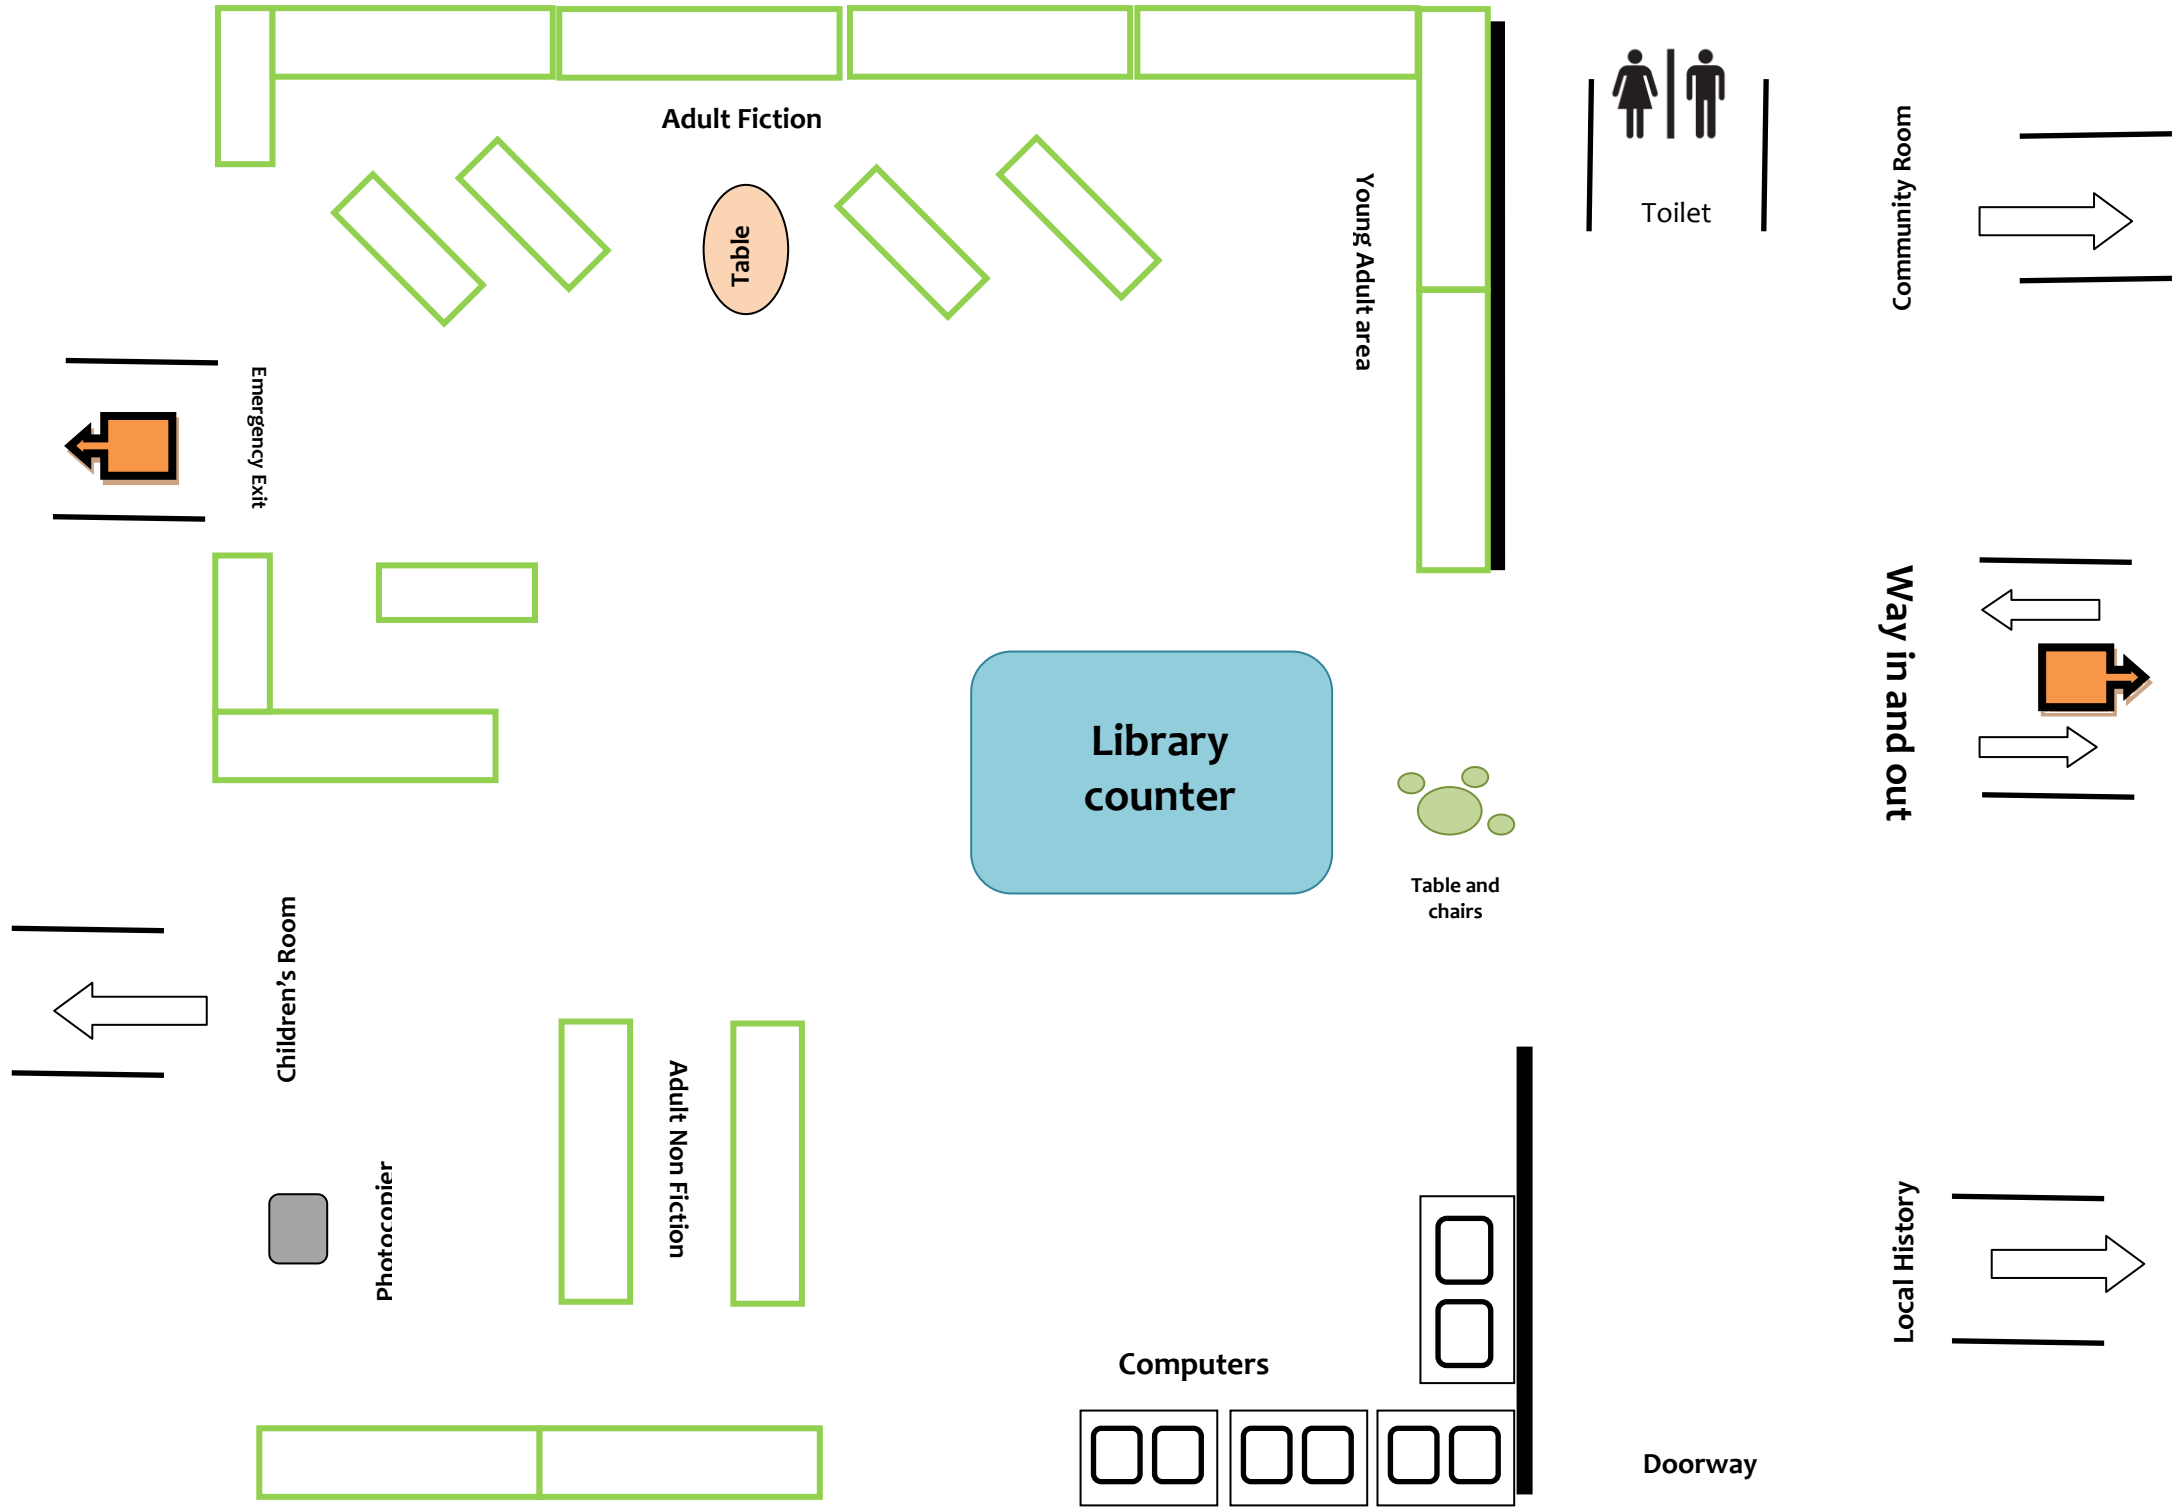 Adult Fiction
Table
Young Adult area
Toilet
Community Room
Emergency Exit
Way in and out
Library
counter
Table and
chairs
Children's Room
Photocopier
Adult Non Fiction
Computers
Local History
Doorway